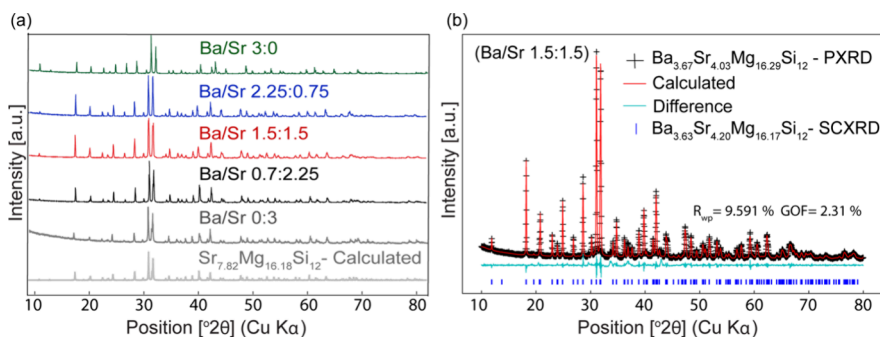 (a)
Ba/Sr 3:0
Ba/Sr 2.25:0.75
Ba/Sr 1.5:1.5
Ba/Sr 0.7:2.25
Ba/Sr 0:3
Sr7.82Mg16.18Si12- Calculated
Intensity [a.u.]
10 20 30 40 50 60 70 80
Position [°2θ] (Cu Kα)
(b)
(Ba/Sr 1.5:1.5)
Ba3.67Sr4.03Mg16.29Si12 - PXRD
Calculated
Difference
Ba3.63Sr4.20Mg16.17Si12- SCXRD
Rwp= 9.591 % GOF= 2.31 %
Intensity [a.u.]
10 20 30 40 50 60 70 80
Position [°2θ] (Cu Kα)